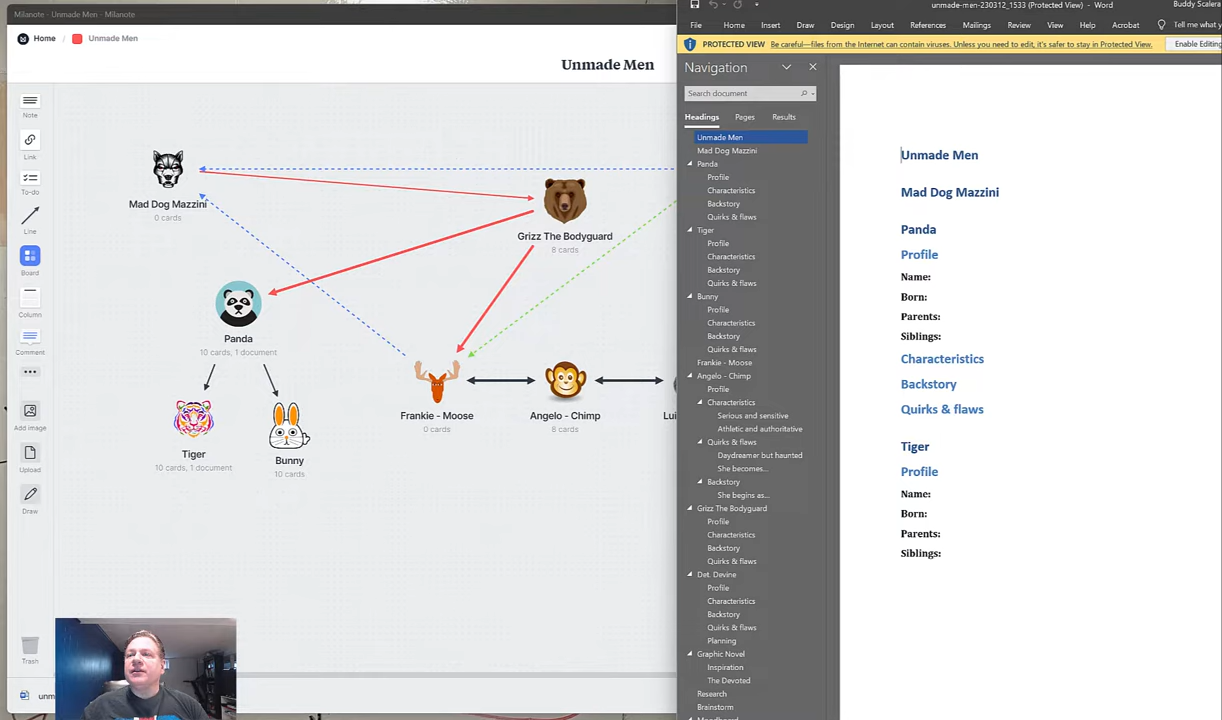 Milanote - Unmade Men - Milanote
Home / Unmade Men
Unmade Men
Note
Link
To-do
Line
Board
Column
Comment
Add image
Upload
Draw
Trash
Mad Dog Mazzini
0 cards
Grizz The Bodyguard
8 cards
Panda
10 cards, 1 document
Frankie - Moose
0 cards
Angelo - Chimp
8 cards
Tiger
10 cards, 1 document
Bunny
10 cards
unmade-men-230312_1533 (Protected View) - Word
Buddy Scalera
File Home Insert Draw Design Layout References Mailings Review View Help Acrobat Tell me what y
PROTECTED VIEW Be careful—files from the Internet can contain viruses. Unless you need to edit, it's safer to stay in Protected View. Enable Editing
Navigation
Search document
Headings Pages Results
Unmade Men
Mad Dog Mazzini
Panda
Profile
Characteristics
Backstory
Quirks & flaws
Tiger
Profile
Characteristics
Backstory
Quirks & flaws
Bunny
Profile
Characteristics
Backstory
Quirks & flaws
Frankie - Moose
Angelo - Chimp
Profile
Characteristics
Serious and sensitive
Athletic and authoritative
Quirks & flaws
Daydreamer but haunted
She becomes...
Backstory
She begins as...
Grizz The Bodyguard
Profile
Characteristics
Backstory
Quirks & flaws
Det. Devine
Profile
Characteristics
Backstory
Quirks & flaws
Planning
Graphic Novel
Inspiration
The Devoted
Research
Brainstorm
Unmade Men
Mad Dog Mazzini
Panda
Profile
Name:
Born:
Parents:
Siblings:
Characteristics
Backstory
Quirks & flaws
Tiger
Profile
Name:
Born:
Parents:
Siblings: